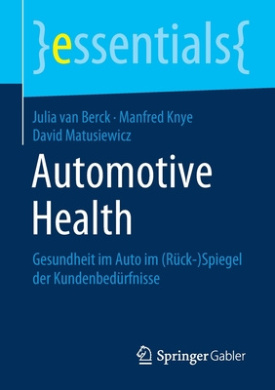 }essentials{
Julia van Berck · Manfred Knye
David Matusiewicz
Automotive
Health
Gesundheit im Auto im (Rück-)Spiegel
der Kundenbedürfnisse
Springer Gabler